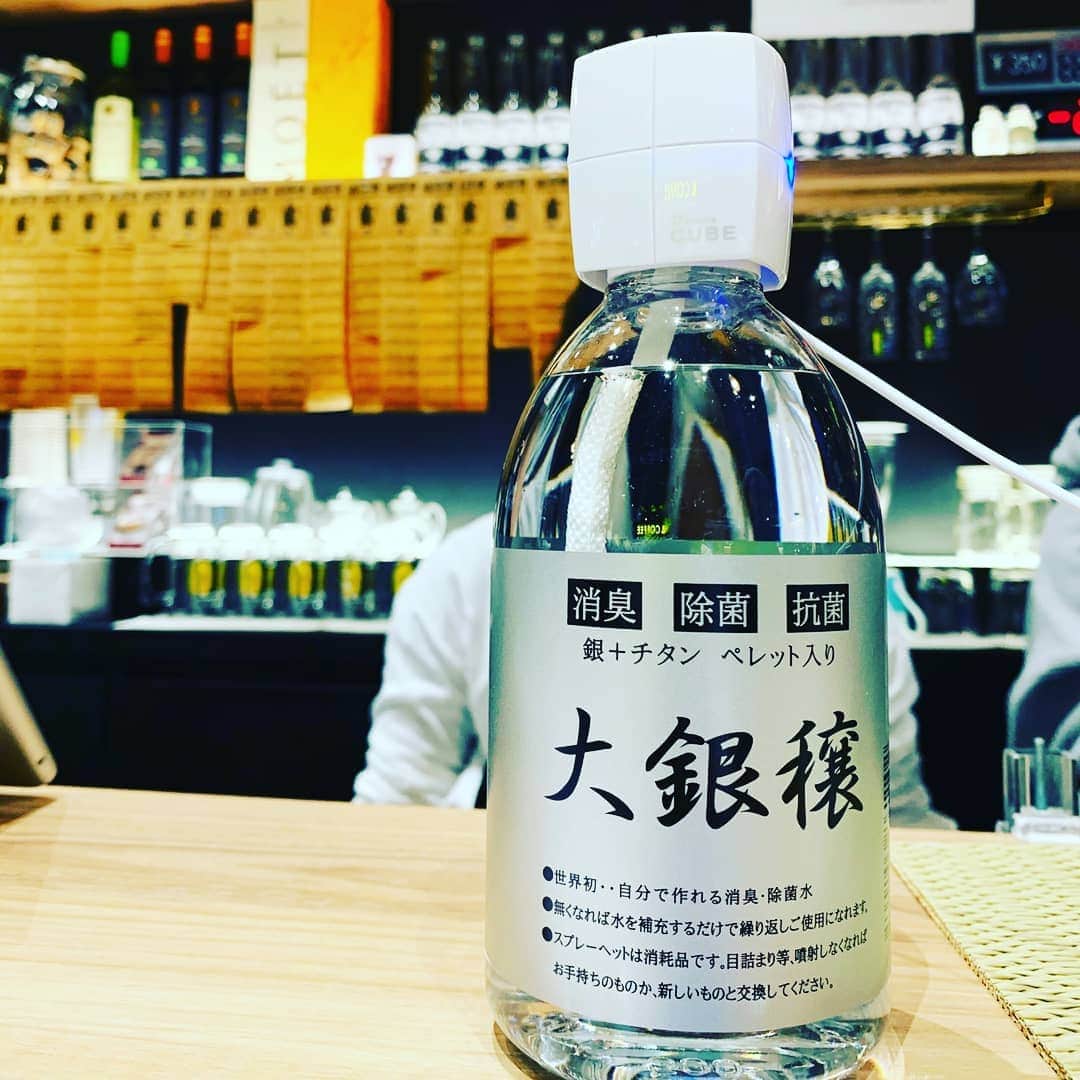 MOET
7
¥350
CUBE
4 COFFEE
消臭 除菌 抗菌
銀+チタン ペレット入り
大銀穣
●世界初‥自分で作れる消臭・除菌水
●無くなれば水を補充するだけで繰り返しご使用になれます。
●スプレーヘットは消耗品です。目詰まり等、噴射しなくなれば
お手持ちのものか、新しいものと交換してください。